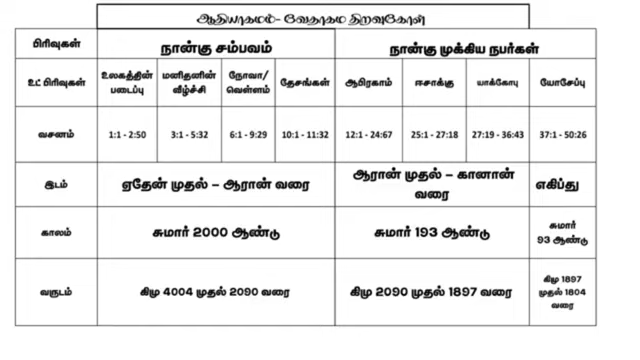 ஆதியாகமம்- வேதாகம திறவுகோள்
பிரிவுகள் நான்கு சம்பவம் நான்கு முக்கிய நபர்கள்
உட் பிரிவுகள் உலகத்தின் படைப்பு மனிதனின் வீழ்ச்சி நோவா/ வெள்ளம் தேசங்கள் ஆபிரகாம் ஈசாக்கு யாக்கோபு யோசேப்பு
வசனம் 1:1 - 2:50 3:1 - 5:32 6:1 - 9:29 10:1 - 11:32 12:1 - 24:67 25:1 - 27:18 27:19 - 36:43 37:1 - 50:26
இடம் ஏதேன் முதல் – ஆரான் வரை ஆரான் முதல் – கானான் வரை எகிப்து
காலம் சுமார் 2000 ஆண்டு சுமார் 193 ஆண்டு சுமார் 93 ஆண்டு
வருடம் கிமு 4004 முதல் 2090 வரை கிமு 2090 முதல் 1897 வரை கிமு 1897 முதல் 1804 வரை